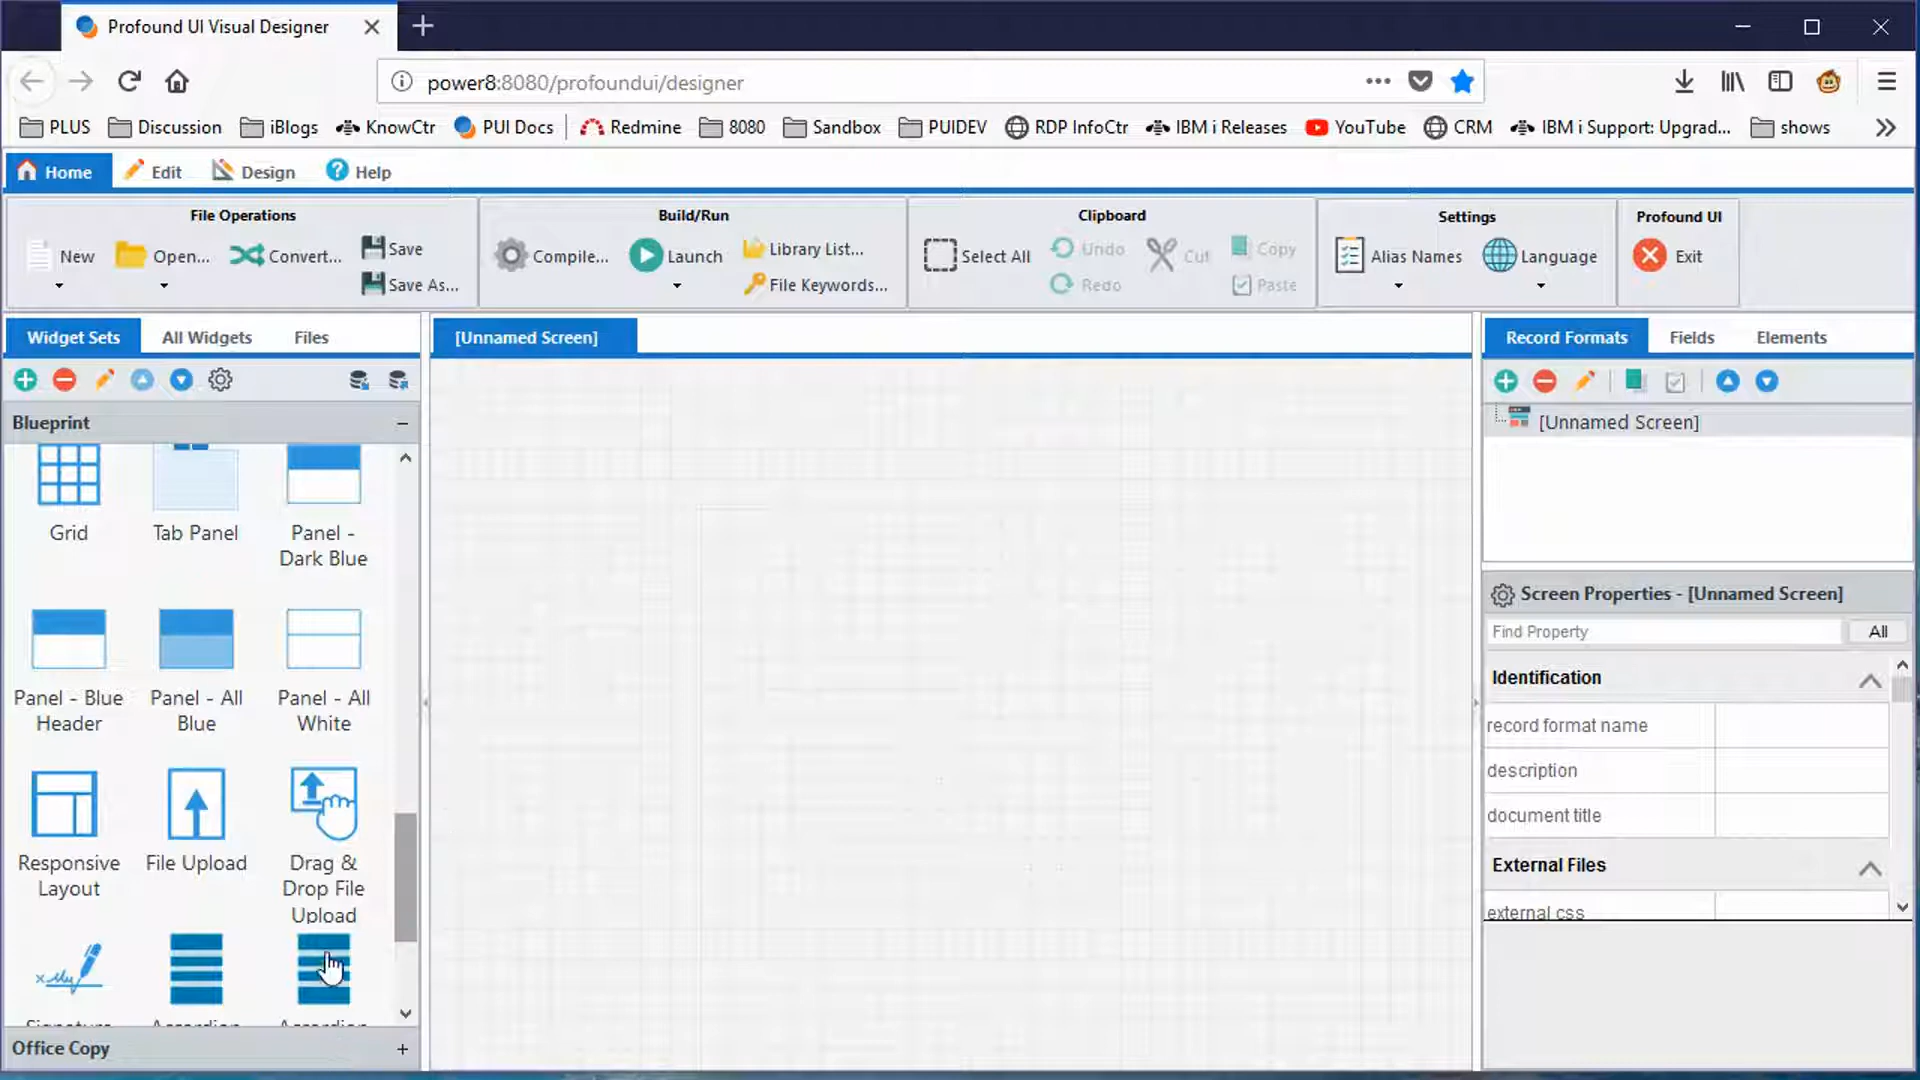 Profound UI Visual Designer
power8:8080/profoundui/designer
PLUS Discussion iBlogs KnowCtr PUI Docs Redmine 8080 Sandbox PUIDEV RDP InfoCtr IBM i Releases YouTube CRM IBM i Support: Upgrad... shows
Home Edit Design Help
File Operations Build/Run Clipboard Settings Profound UI
New Open... Convert... Save Save As...
Compile... Launch Library List... File Keywords...
Select All Undo Redo Cut Copy Paste
Alias Names Language Exit
Widget Sets All Widgets Files
[Unnamed Screen]
Record Formats Fields Elements
Blueprint
[Unnamed Screen]
Grid
Tab Panel
Panel -
Dark Blue
Panel - Blue
Header
Panel - All
Blue
Panel - All
White
Responsive
Layout
File Upload
Drag &
Drop File
Upload
Signature
Accordion
Accordion
Office Copy
Screen Properties - [Unnamed Screen]
Find Property All
Identification
record format name
description
document title
External Files
external css